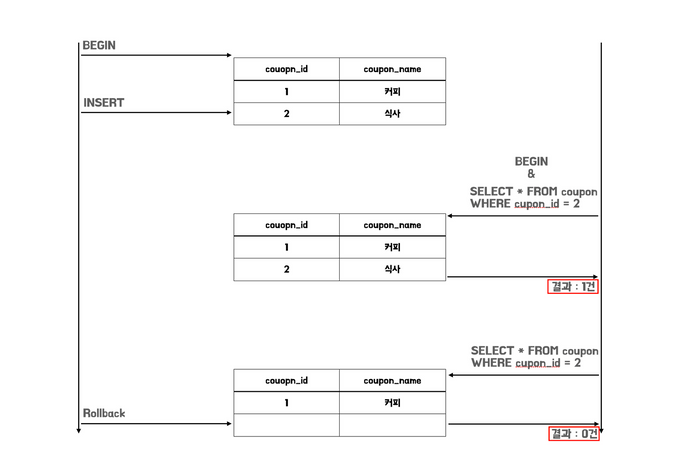 BEGIN
couopn_id coupon_name
1 커피
INSERT
2 식사
BEGIN
&
SELECT * FROM coupon
WHERE cupon_id = 2
couopn_id coupon_name
1 커피
2 식사
결과 : 1건
SELECT * FROM coupon
WHERE cupon_id = 2
couopn_id coupon_name
1 커피
Rollback
결과 : 0건